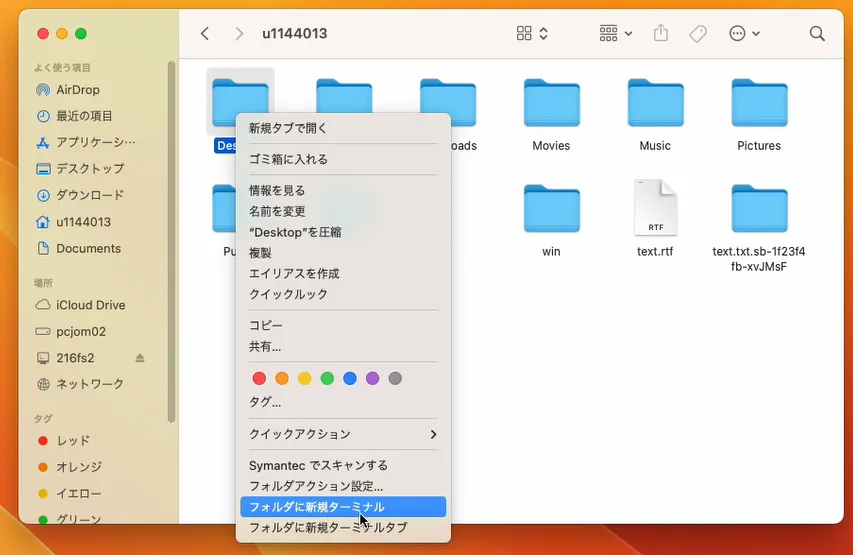 u1144013
よく使う項目
AirDrop
最近の項目
アプリケーシ…
デスクトップ
ダウンロード
u1144013
Documents
場所
iCloud Drive
pcjom02
216fs2
ネットワーク
タグ
レッド
オレンジ
イエロー
グリーン
Des
oads
Movies
Music
Pictures
Pu
win
RTF
text.rtf
text.txt.sb-1f23f4
fb-xvJMsF
新規タブで開く
ゴミ箱に入れる
情報を見る
名前を変更
“Desktop”を圧縮
複製
エイリアスを作成
クイックルック
コピー
共有...
タグ...
クイックアクション
Symantec でスキャンする
フォルダアクション設定...
フォルダに新規ターミナル
フォルダに新規ターミナルタブ